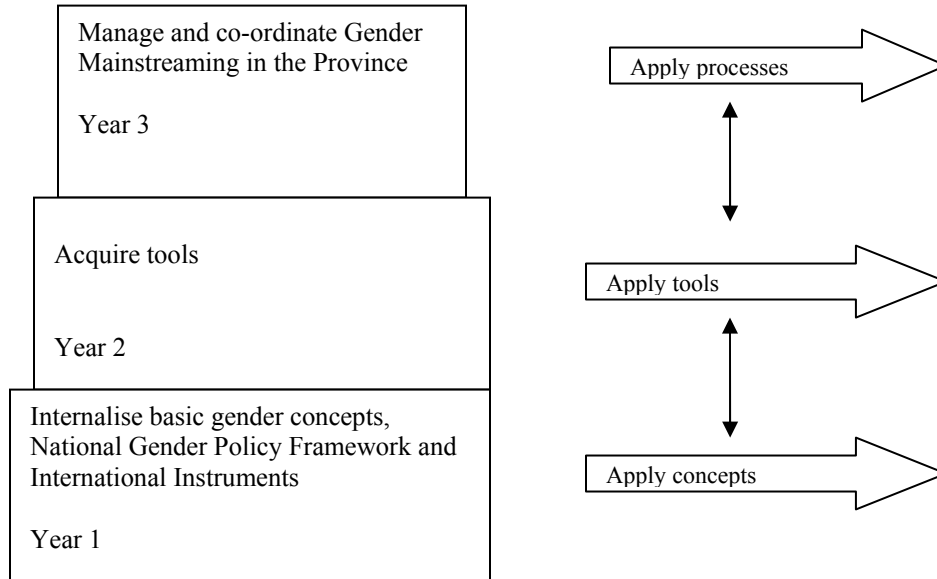 Manage and co-ordinate Gender
Mainstreaming in the Province
Year 3
Apply processes
Acquire tools
Year 2
Apply tools
Internalise basic gender concepts,
National Gender Policy Framework and
International Instruments
Year 1
Apply concepts